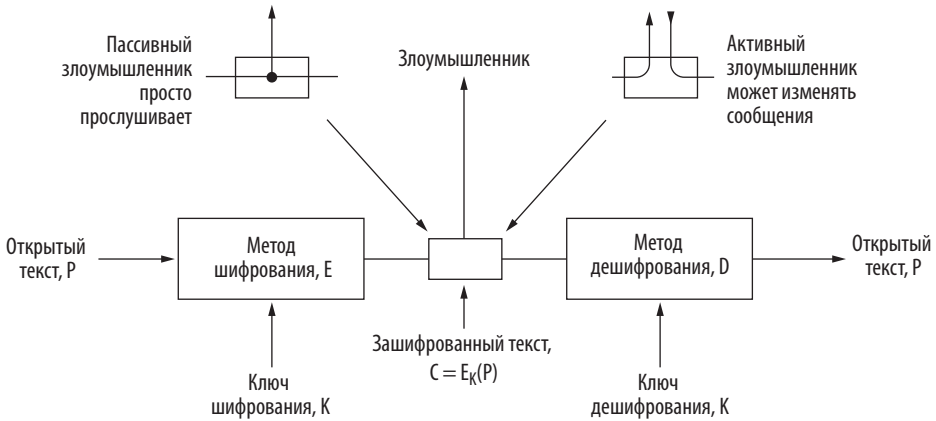 Пассивный
злоумышленник
просто
прослушивает
Злоумышленник
Активный
злоумышленник
может изменять
сообщения
Открытый
текст, P
Метод
шифрования, E
Метод
дешифрования, D
Открытый
текст, P
Зашифрованный текст,
C = E_K(P)
Ключ
шифрования, K
Ключ
дешифрования, K